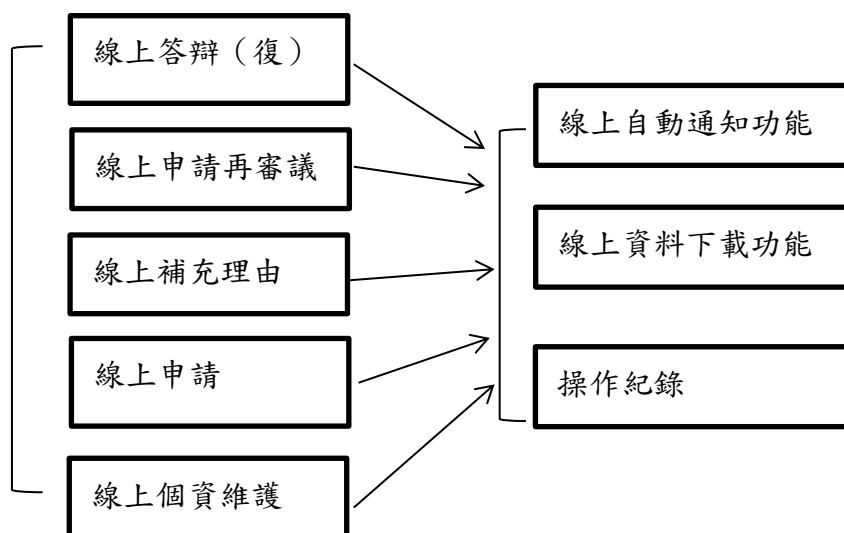 線上答辯（復）
線上申請再審議
線上補充理由
線上申請
線上個資維護
線上自動通知功能
線上資料下載功能
操作紀錄